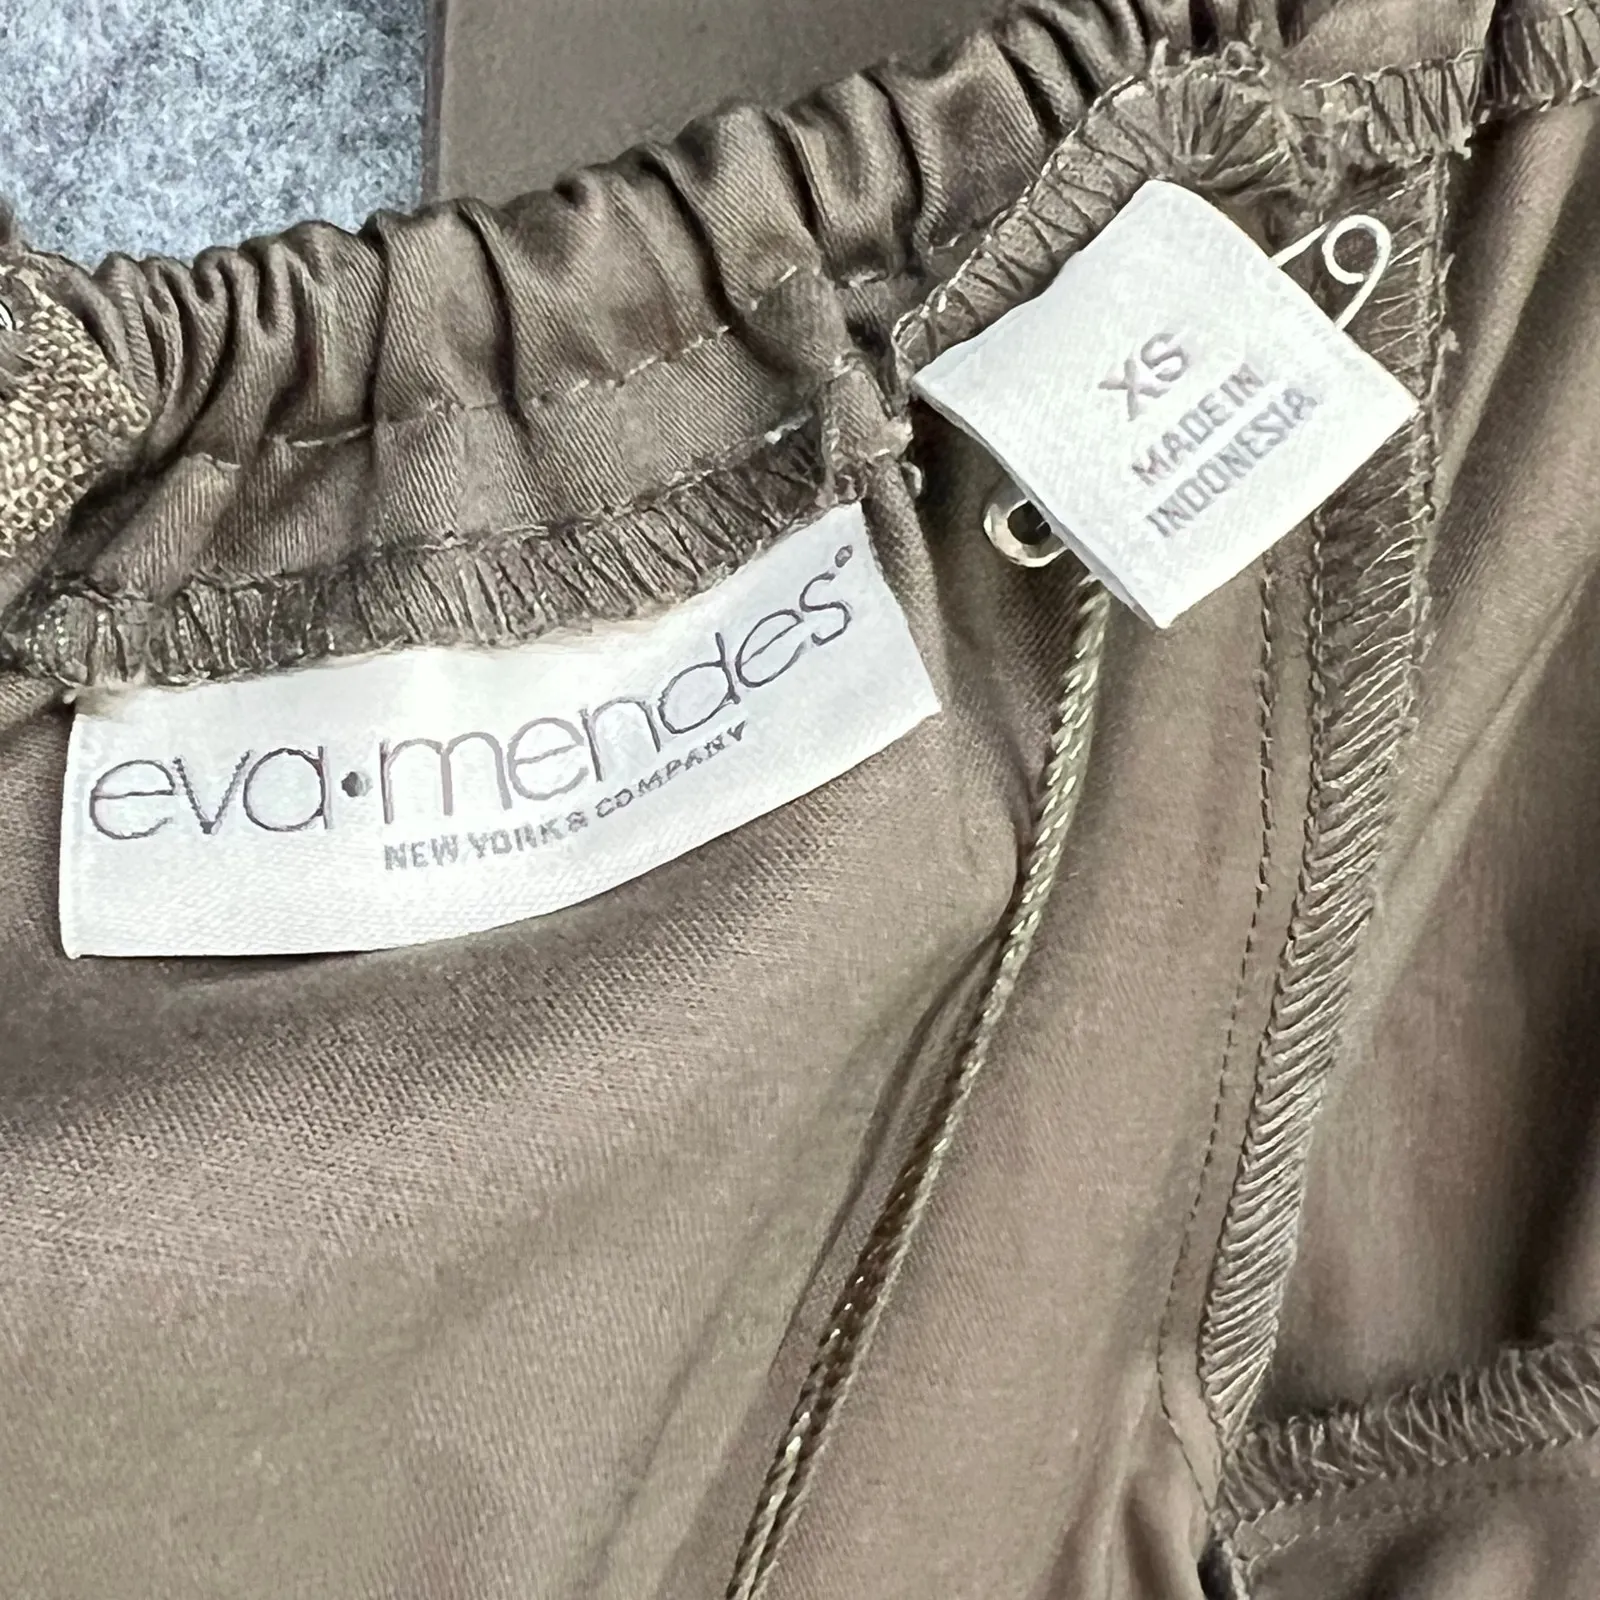 XS
MADE IN
INDONESIA
eva·mendes
NEW YORK & COMPANY